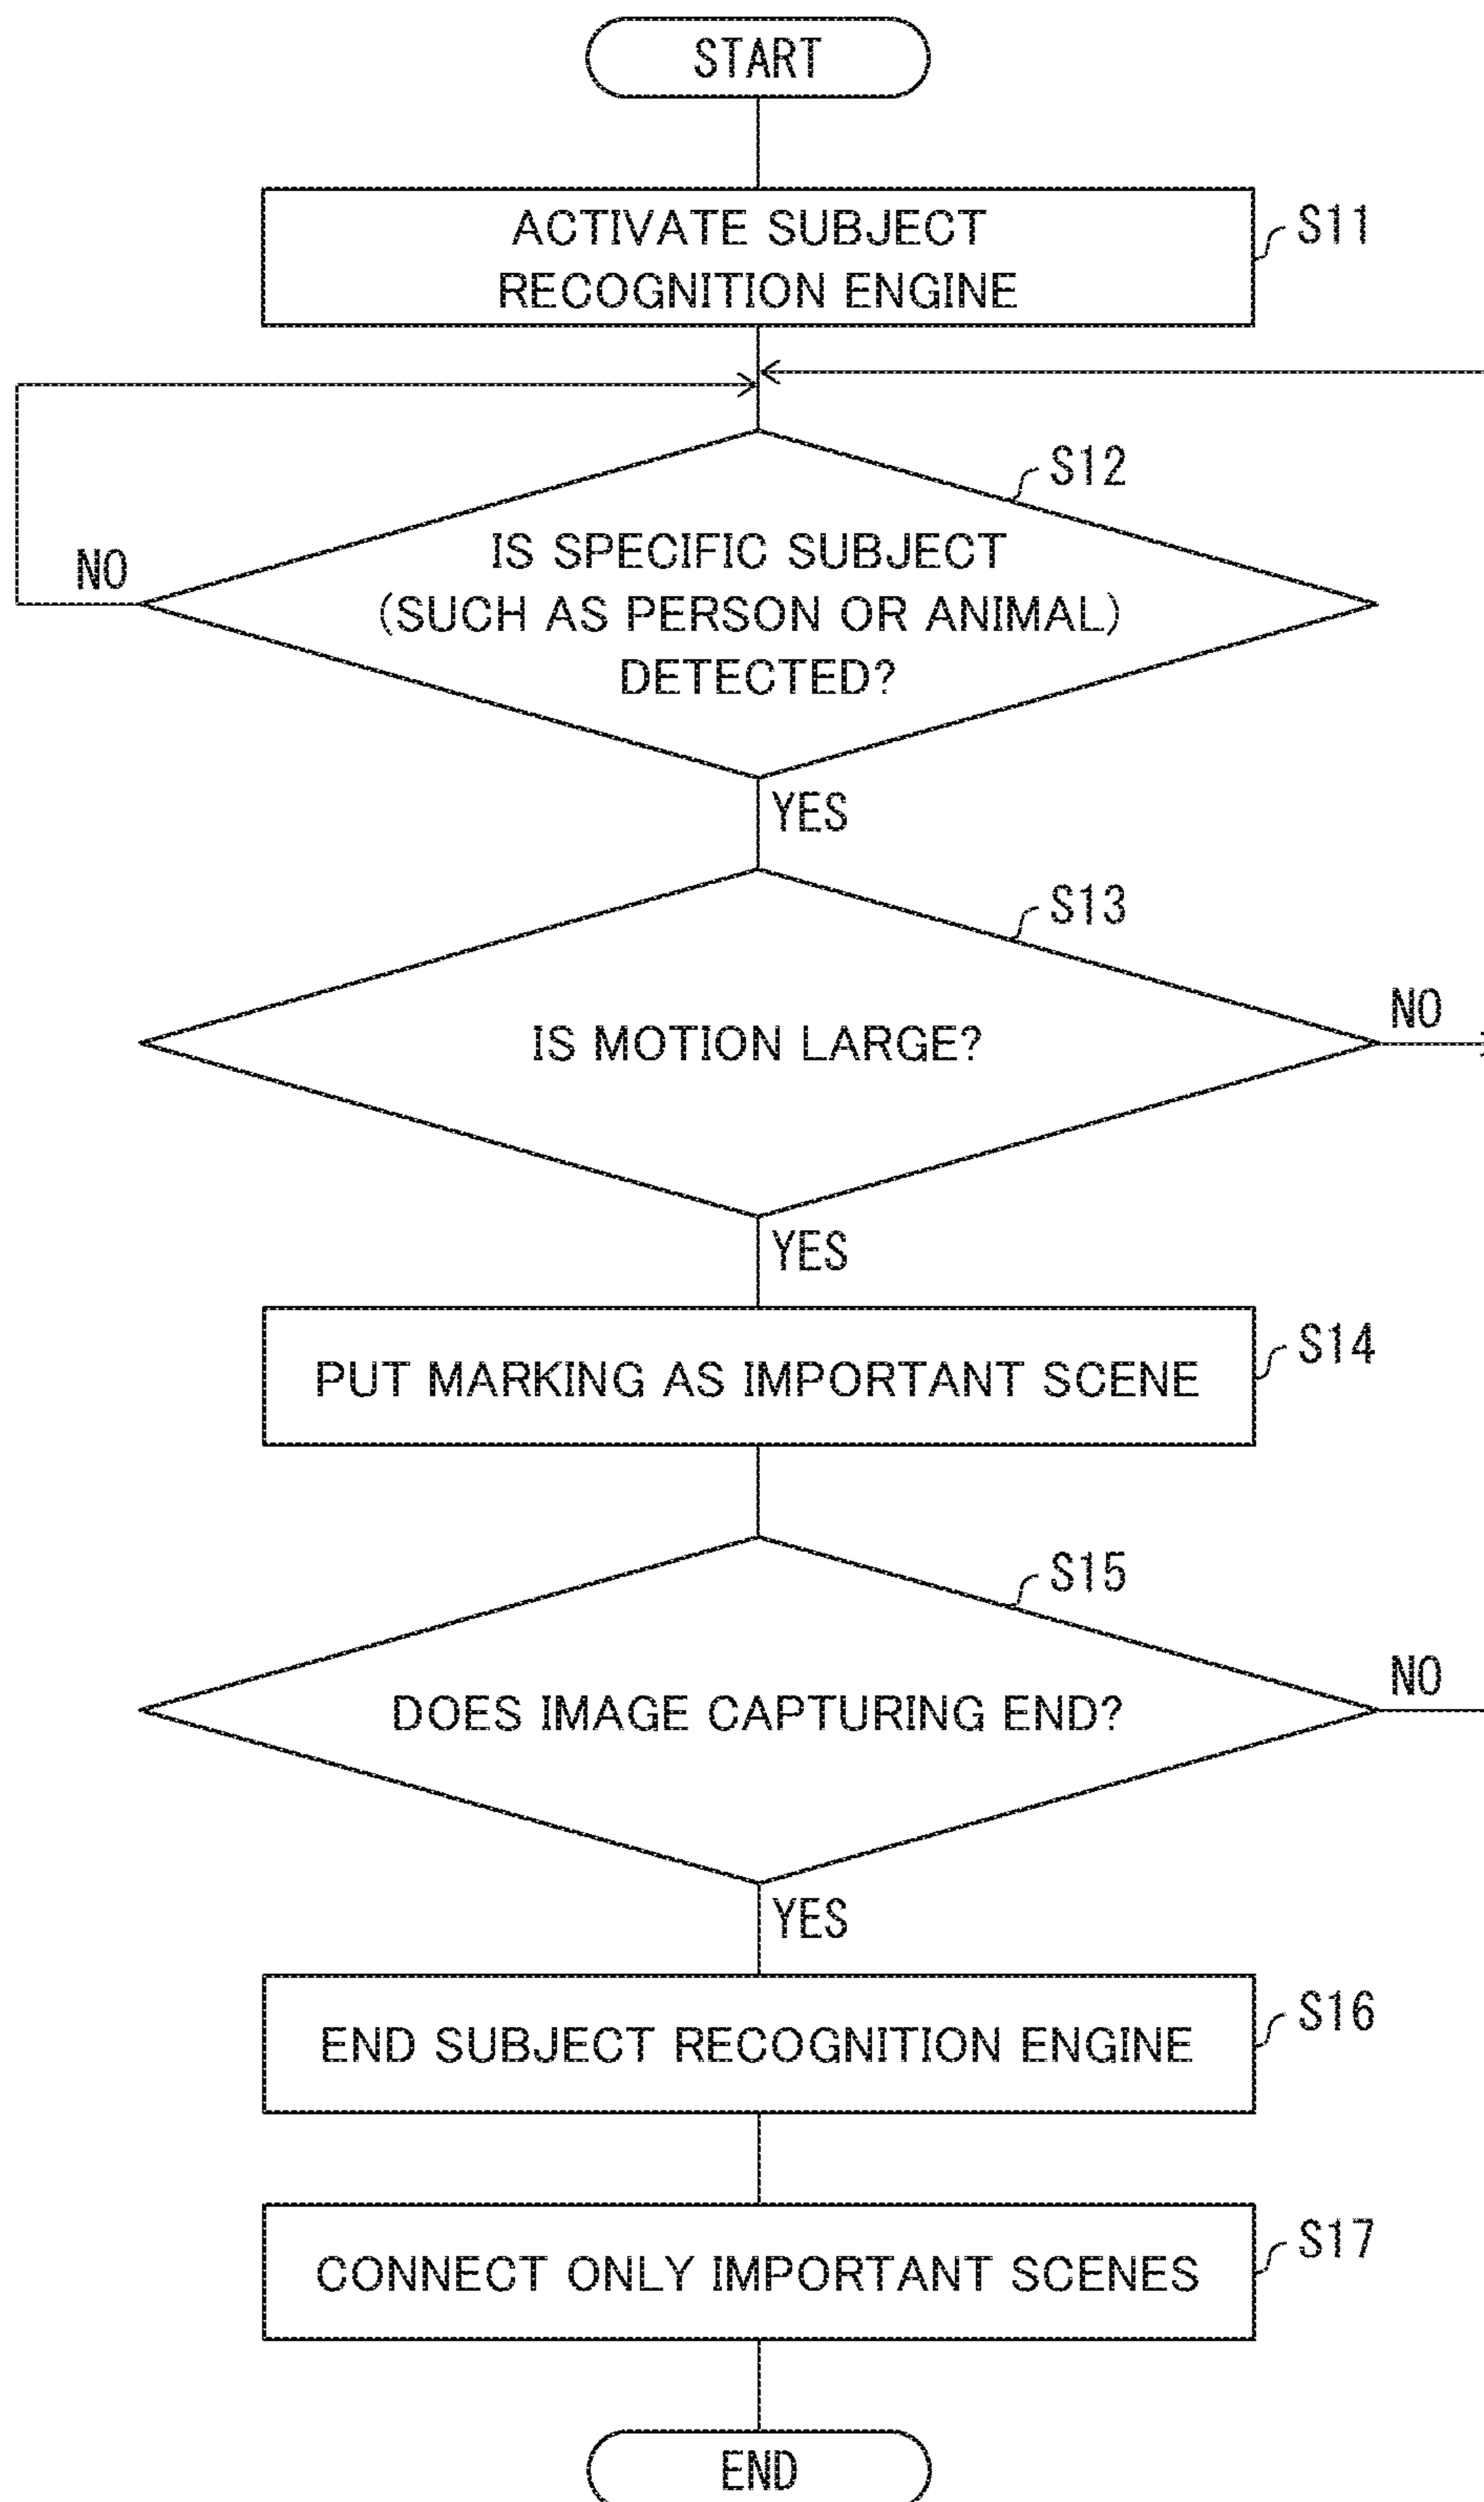 START
ACTIVATE SUBJECT
RECOGNITION ENGINE
S11
S12
IS SPECIFIC SUBJECT
(SUCH AS PERSON OR ANIMAL)
DETECTED?
NO
YES
S13
IS MOTION LARGE?
NO
YES
PUT MARKING AS IMPORTANT SCENE
S14
S15
DOES IMAGE CAPTURING END?
NO
YES
END SUBJECT RECOGNITION ENGINE
S16
CONNECT ONLY IMPORTANT SCENES
S17
END